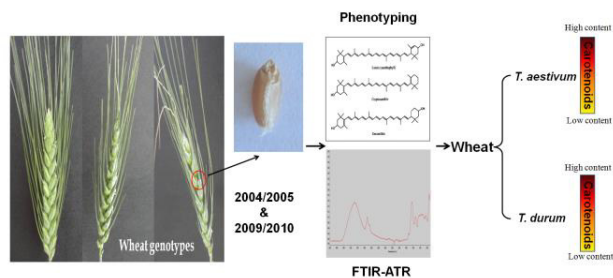 Phenotyping
Wheat genotypes
2004/2005
&
2009/2010
FTIR-ATR
Wheat
T. aestivum
T. durum
High content
Carotenoids
Low content
High content
Carotenoids
Low content